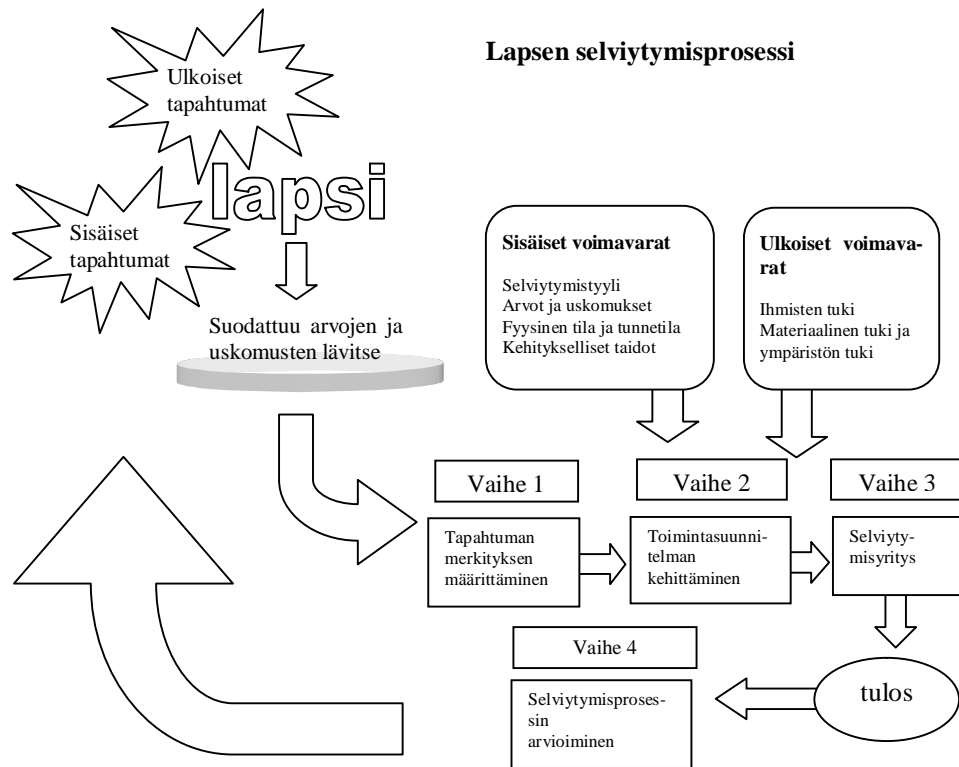 Lapsen selviytymisprosessi
Ulkoiset
tapahtumat
lapsi
Sisäiset
tapahtumat
Suodattuu arvojen ja
uskomusten lävitse
Sisäiset voimavarat
Selviytymistyyli
Arvot ja uskomukset
Fyysinen tila ja tunnetila
Kehitykselliset taidot
Ulkoiset voimava-
rat
Ihmisten tuki
Materiaalinen tuki ja
ympäristön tuki
Vaihe 1
Tapahtuman
merkityksen
määrittäminen
Vaihe 2
Toimintasuunni-
telman
kehittäminen
Vaihe 3
Selviyty-
misyritys
tulos
Vaihe 4
Selviytymisproses-
sin
arvioiminen